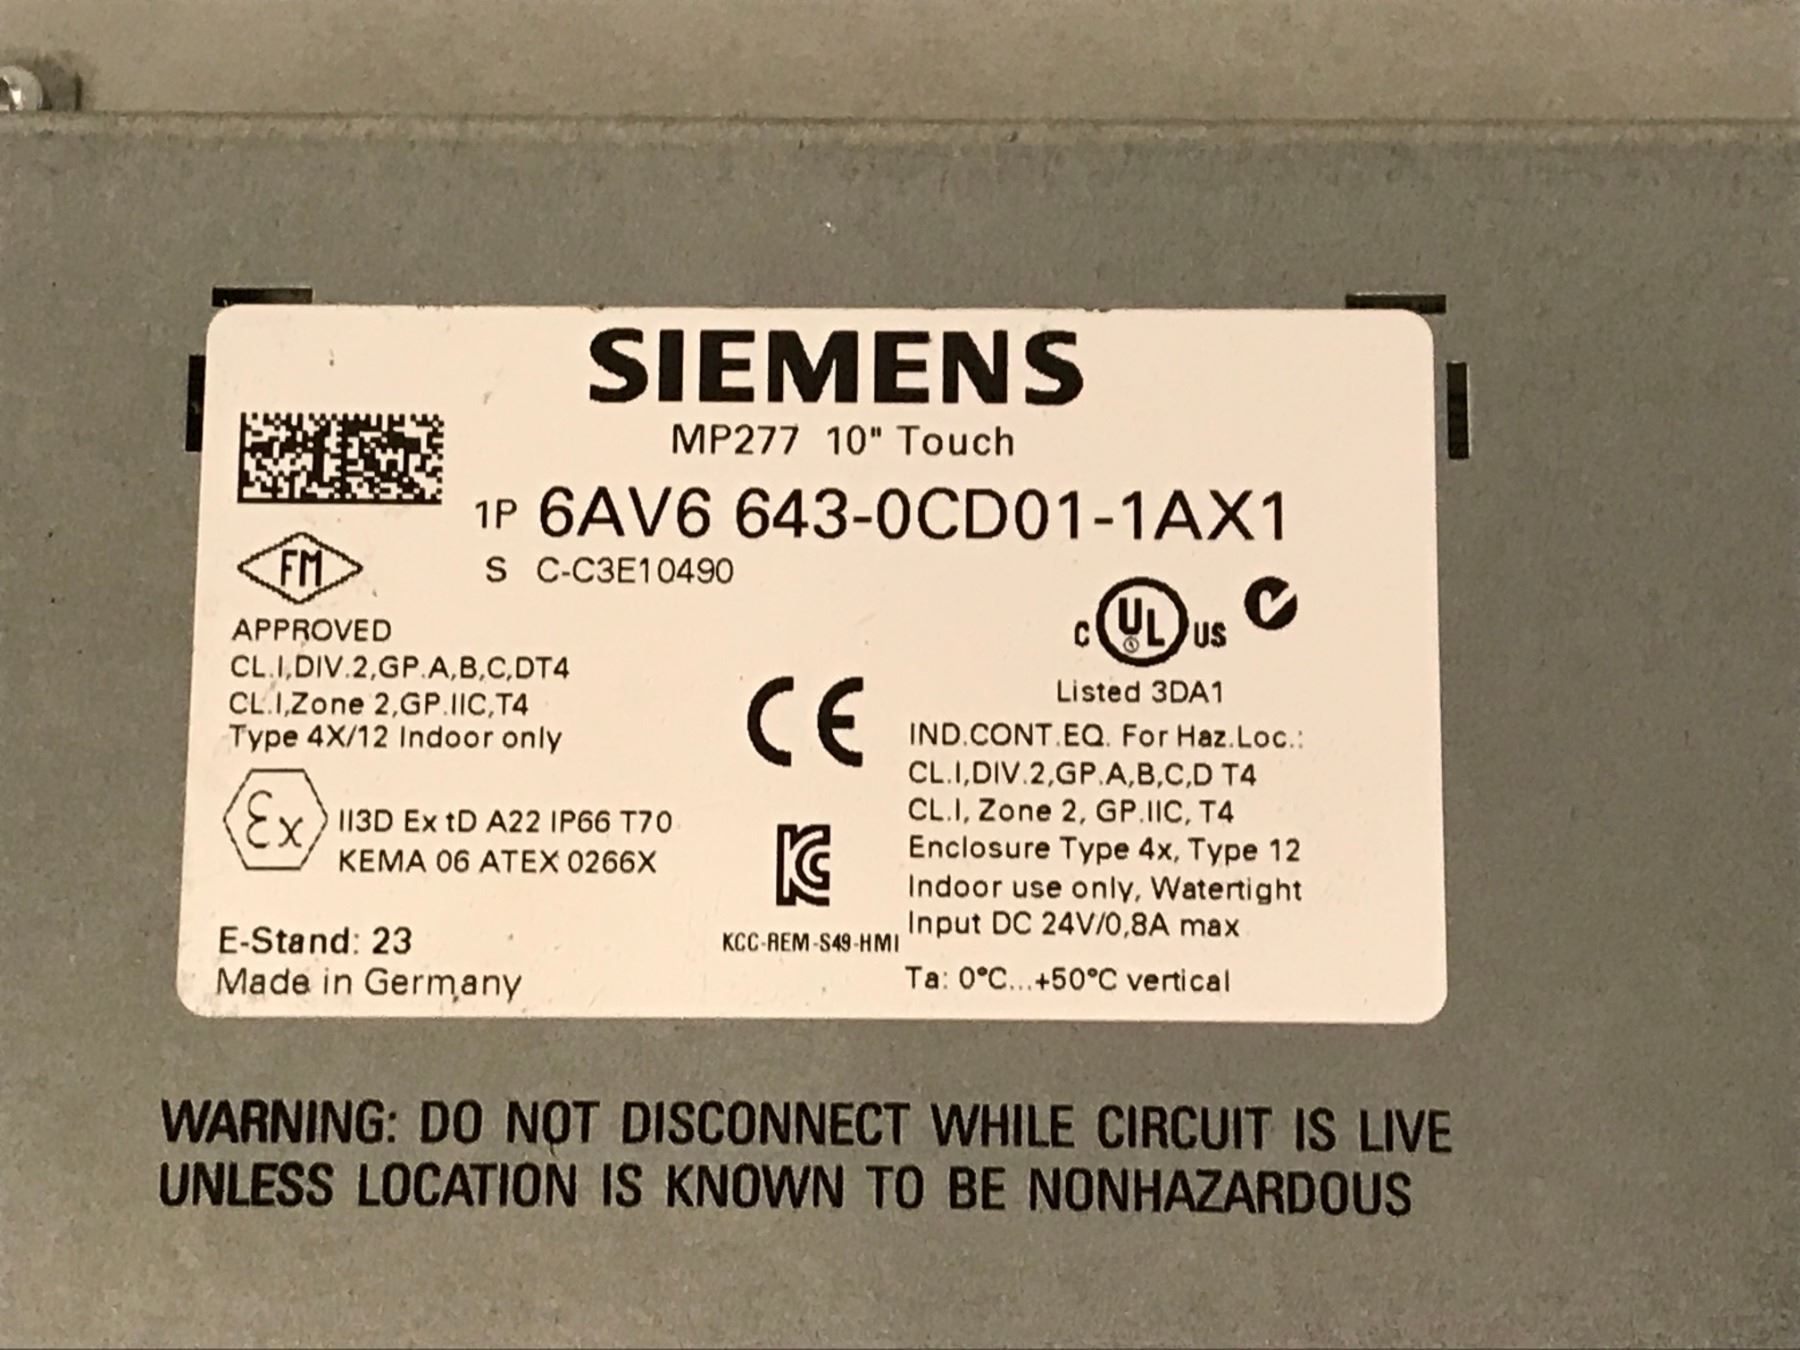 SIEMENS
MP277 10" Touch
1P 6AV6 643-0CD01-1AX1
S C-C3E10490
FM
APPROVED
CL.I,DIV.2,GP.A,B,C,DT4
CL.I,Zone 2,GP.IIC,T4
Type 4X/12 Indoor only
Ex II3D Ex tD A22 IP66 T70
KEMA 06 ATEX 0266X
E-Stand: 23
Made in Germany
CE
KC
KCC-REM-S49-HMI
C UL US
Listed 3DA1
IND.CONT.EQ. For Haz.Loc.:
CL.I,DIV.2,GP.A,B,C,D T4
CL.I, Zone 2, GP.IIC, T4
Enclosure Type 4x, Type 12
Indoor use only, Watertight
Input DC 24V/0,8A max
Ta: 0°C...+50°C vertical
WARNING: DO NOT DISCONNECT WHILE CIRCUIT IS LIVE
UNLESS LOCATION IS KNOWN TO BE NONHAZARDOUS